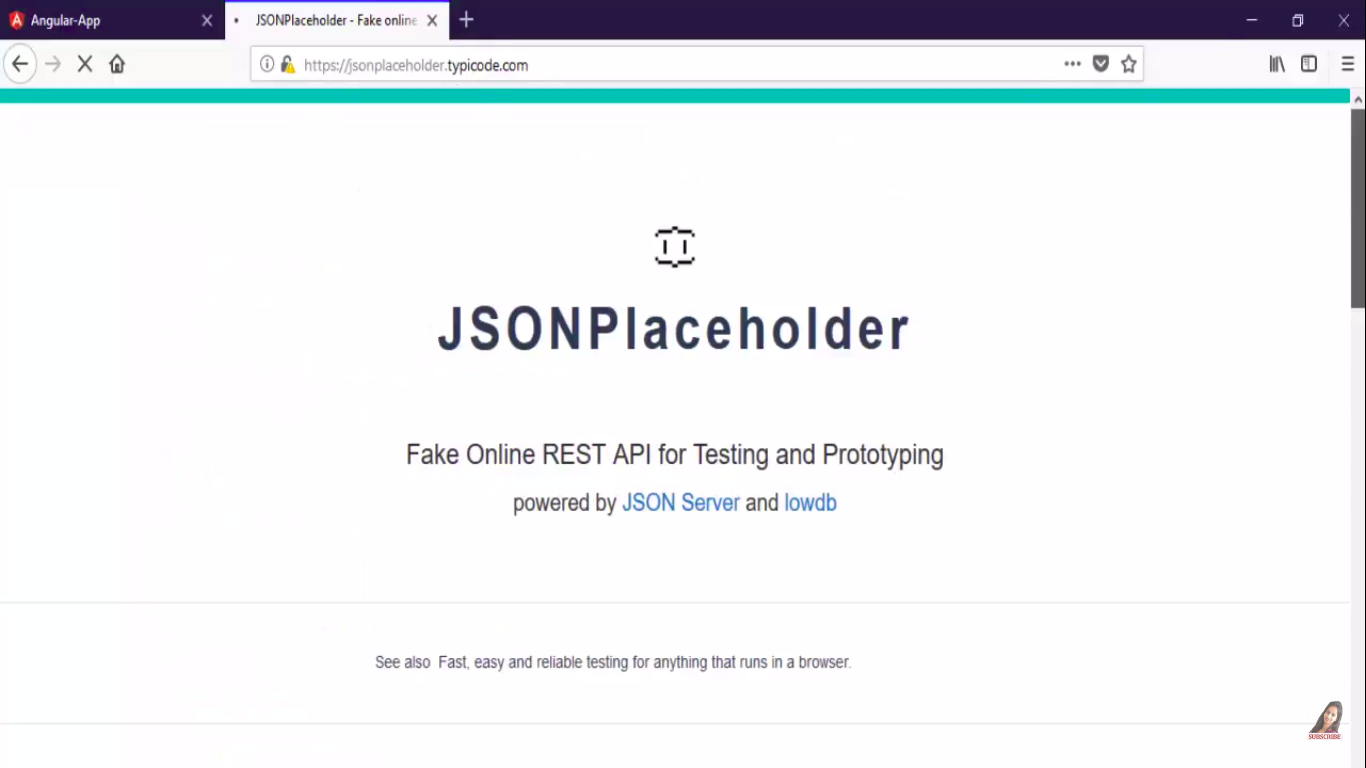 Angular-App
JSONPlaceholder - Fake online
https://jsonplaceholder.typicode.com
JSONPlaceholder
Fake Online REST API for Testing and Prototyping
powered by JSON Server and lowdb
See also Fast, easy and reliable testing for anything that runs in a browser.
SUBSCRIBE